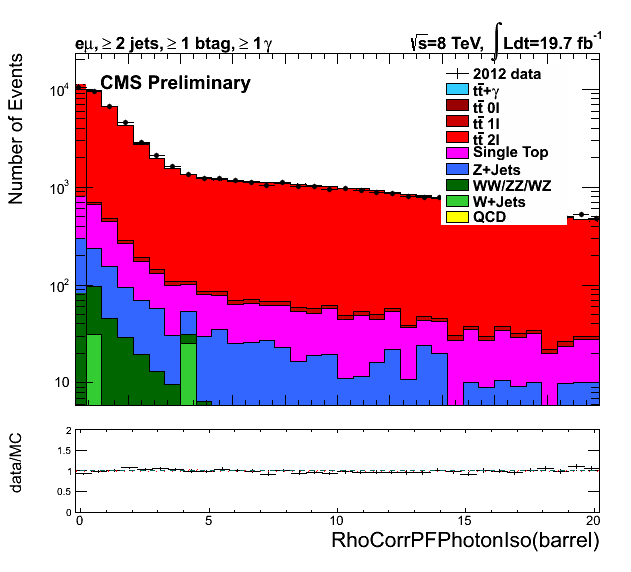 eμ, ≥ 2 jets, ≥ 1 btag, ≥ 1γ
√s=8 TeV, ∫ Ldt=19.7 fb⁻¹
CMS Preliminary
2012 data
tt̄+γ
tt̄ 0l
tt̄ 1l
tt̄ 2l
Single Top
Z+Jets
WW/ZZ/WZ
W+Jets
QCD
Number of Events
10⁴
10³
10²
10
data/MC
2
1.5
1
0.5
0
0 5 10 15 20
RhoCorrPFPhotonIso(barrel)